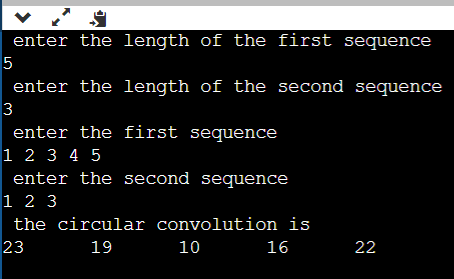 enter the length of the first sequence
5
enter the length of the second sequence
3
enter the first sequence
1 2 3 4 5
enter the second sequence
1 2 3
the circular convolution is
23 19 10 16 22